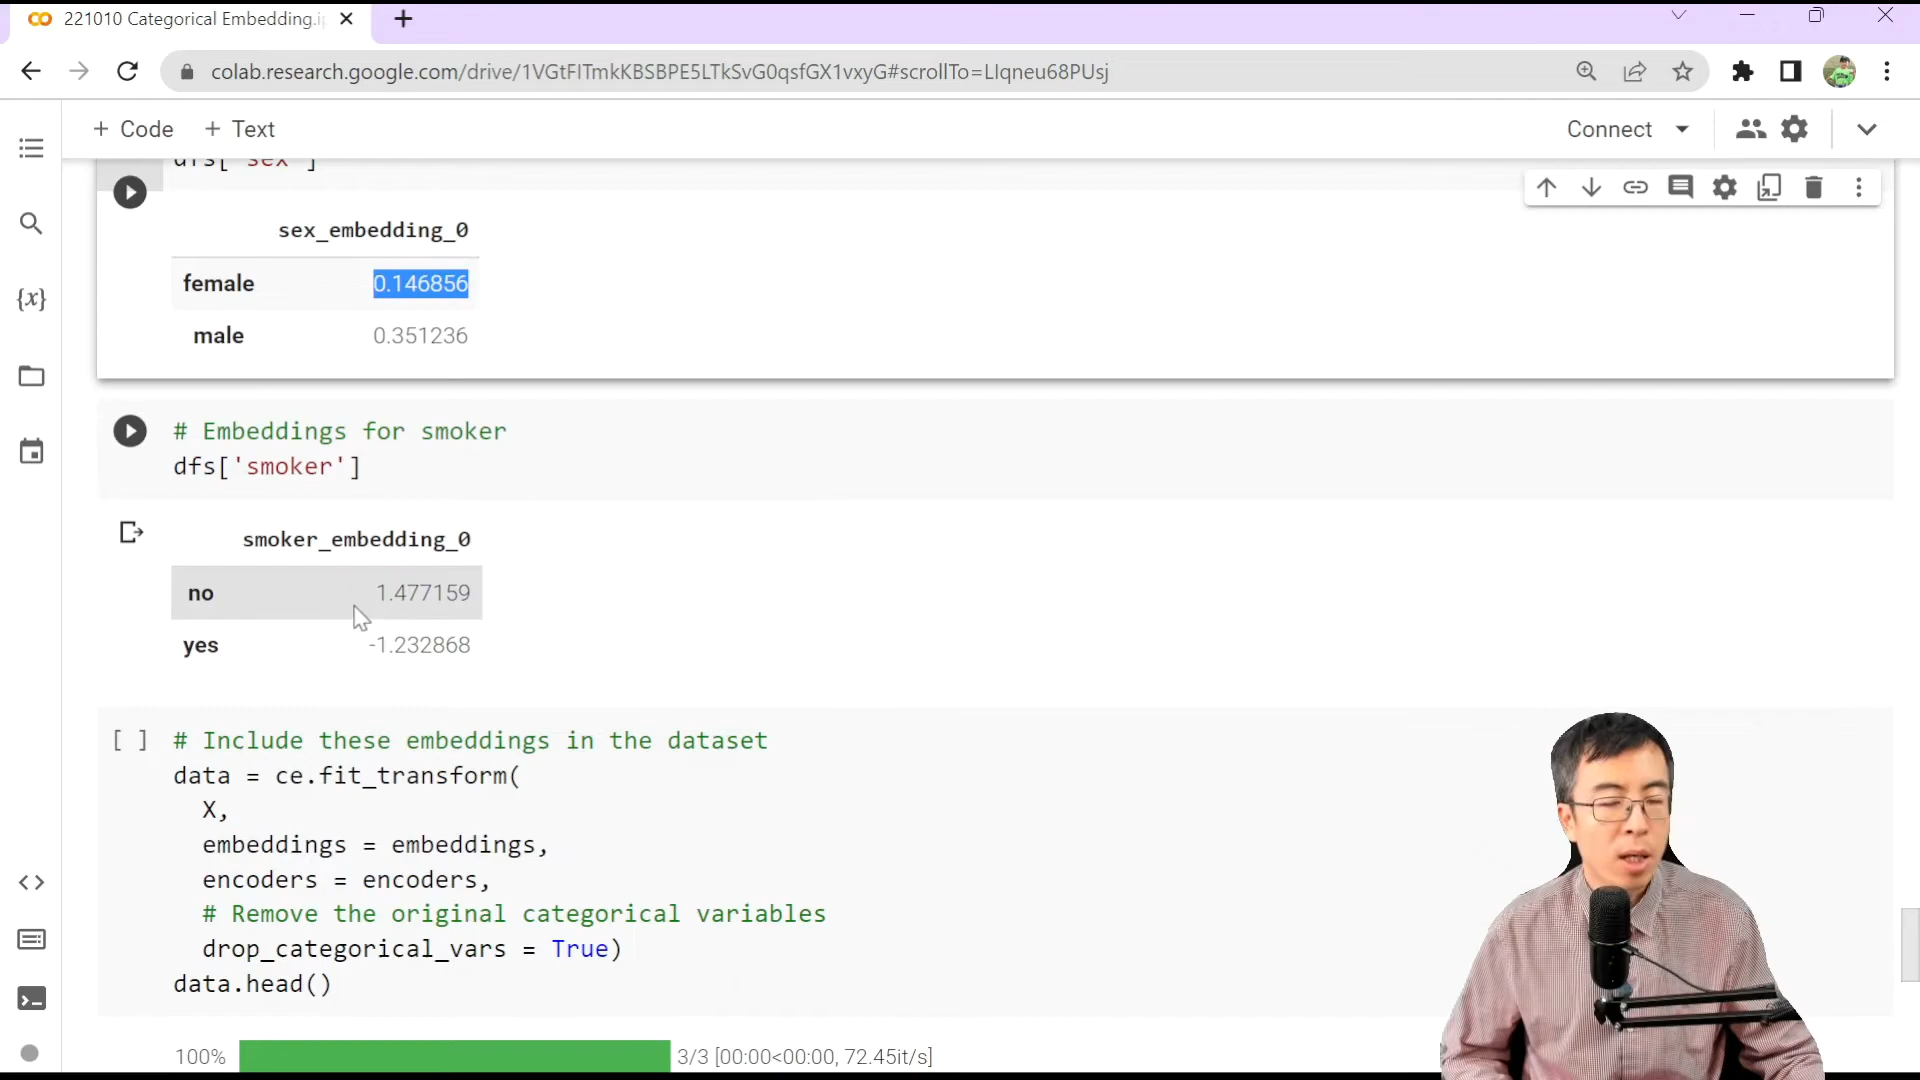 221010 Categorical Embedding.i
colab.research.google.com/drive/1VGtFITmkKBSBPE5LTkSvG0qsfGX1vxyG#scrollTo=LIqneu68PUsj
+ Code + Text
Connect
dfs['sex']
sex_embedding_0
female 0.146856
male 0.351236
# Embeddings for smoker
dfs['smoker']
smoker_embedding_0
no 1.477159
yes -1.232868
[ ] # Include these embeddings in the dataset
data = ce.fit_transform(
X,
embeddings = embeddings,
encoders = encoders,
# Remove the original categorical variables
drop_categorical_vars = True)
data.head()
100% 3/3 [00:00<00:00, 72.45it/s]